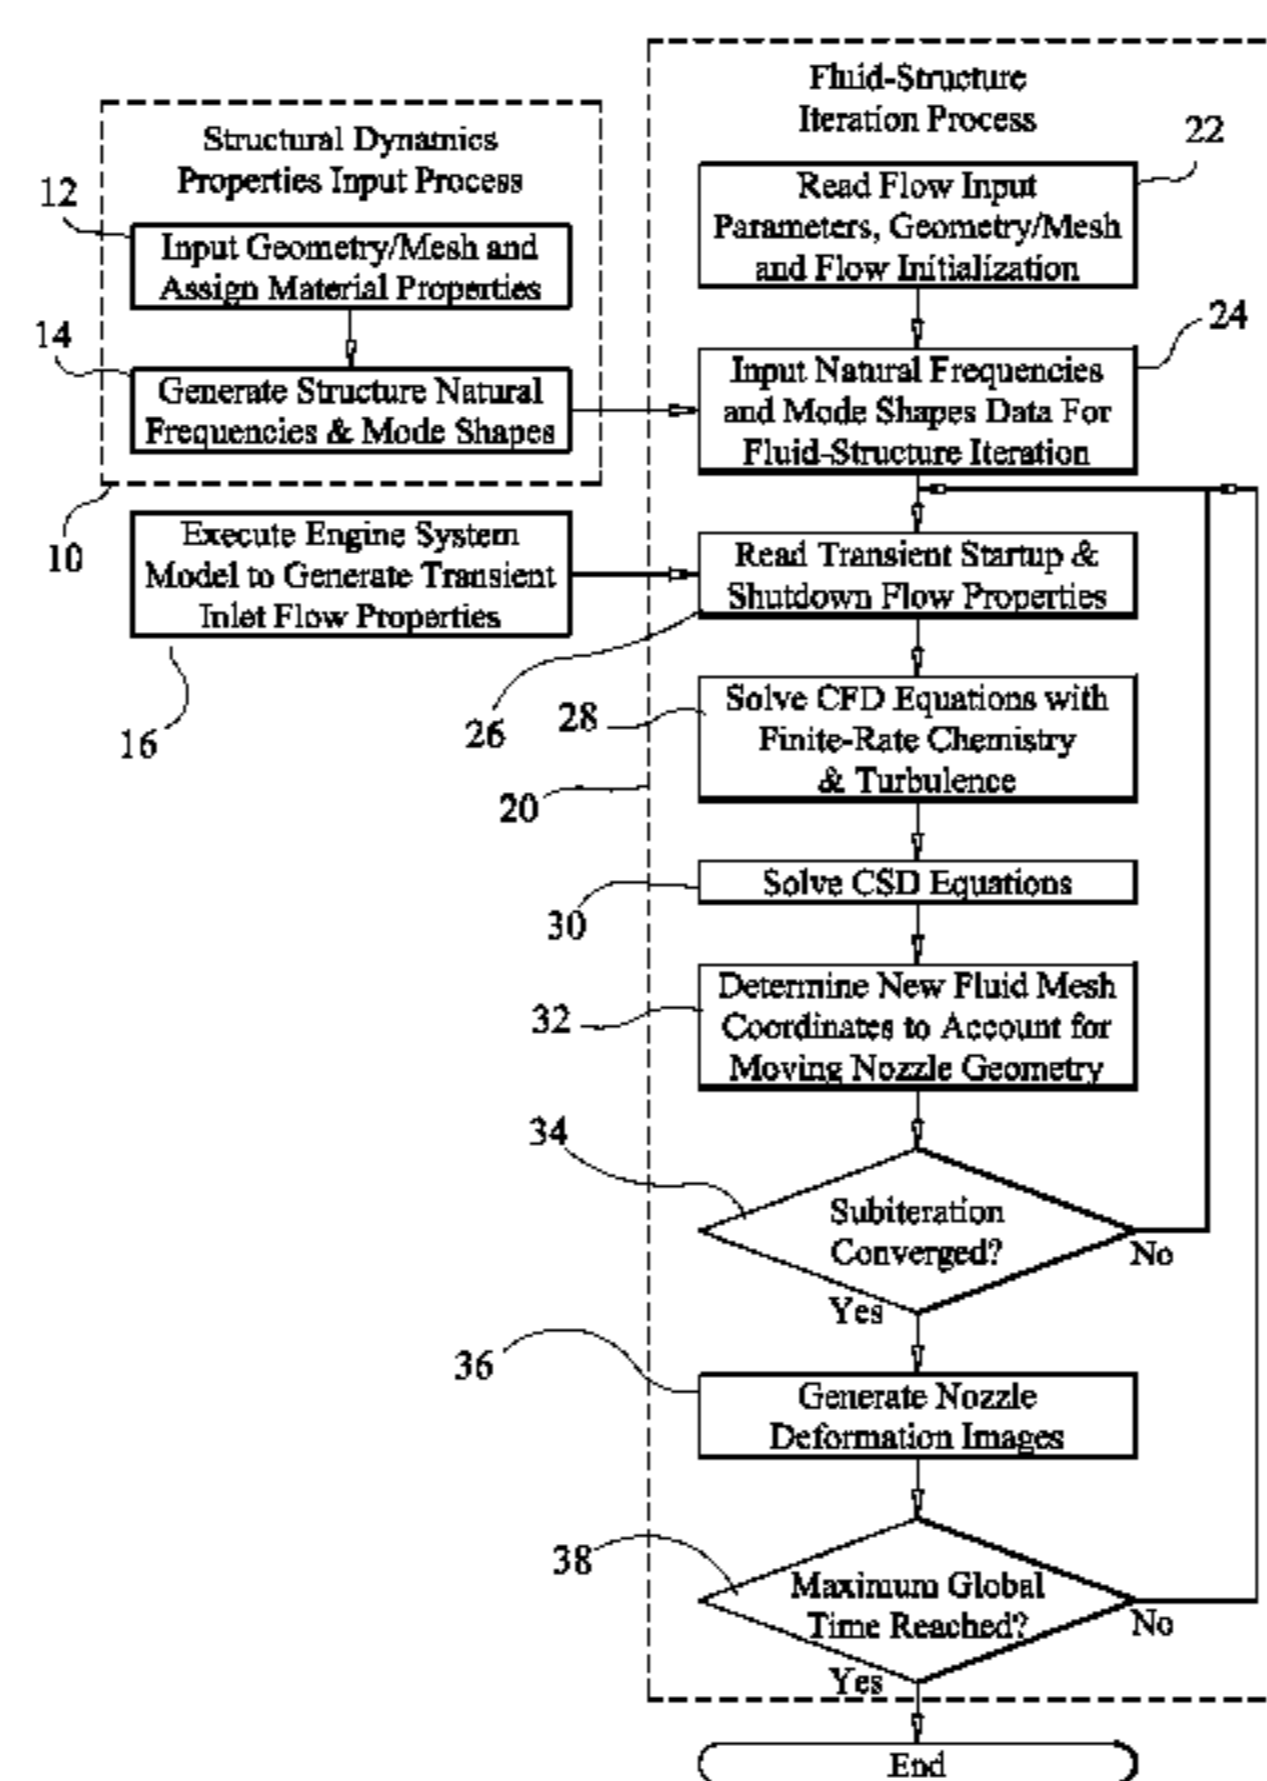 Structural Dynamics
Properties Input Process
12
Input Geometry/Mesh and
Assign Material Properties
14
Generate Structure Natural
Frequencies & Mode Shapes
10
Execute Engine System
Model to Generate Transient
Inlet Flow Properties
16
Fluid-Structure
Iteration Process
22
Read Flow Input
Parameters, Geometry/Mesh
and Flow Initialization
24
Input Natural Frequencies
and Mode Shapes Data For
Fluid-Structure Iteration
Read Transient Startup &
Shutdown Flow Properties
26
28
Solve CFD Equations with
Finite-Rate Chemistry
& Turbulence
20
30
Solve CSD Equations
32
Determine New Fluid Mesh
Coordinates to Account for
Moving Nozzle Geometry
34
Subiteration
Converged?
No
Yes
36
Generate Nozzle
Deformation Images
38
Maximum Global
Time Reached?
No
Yes
End